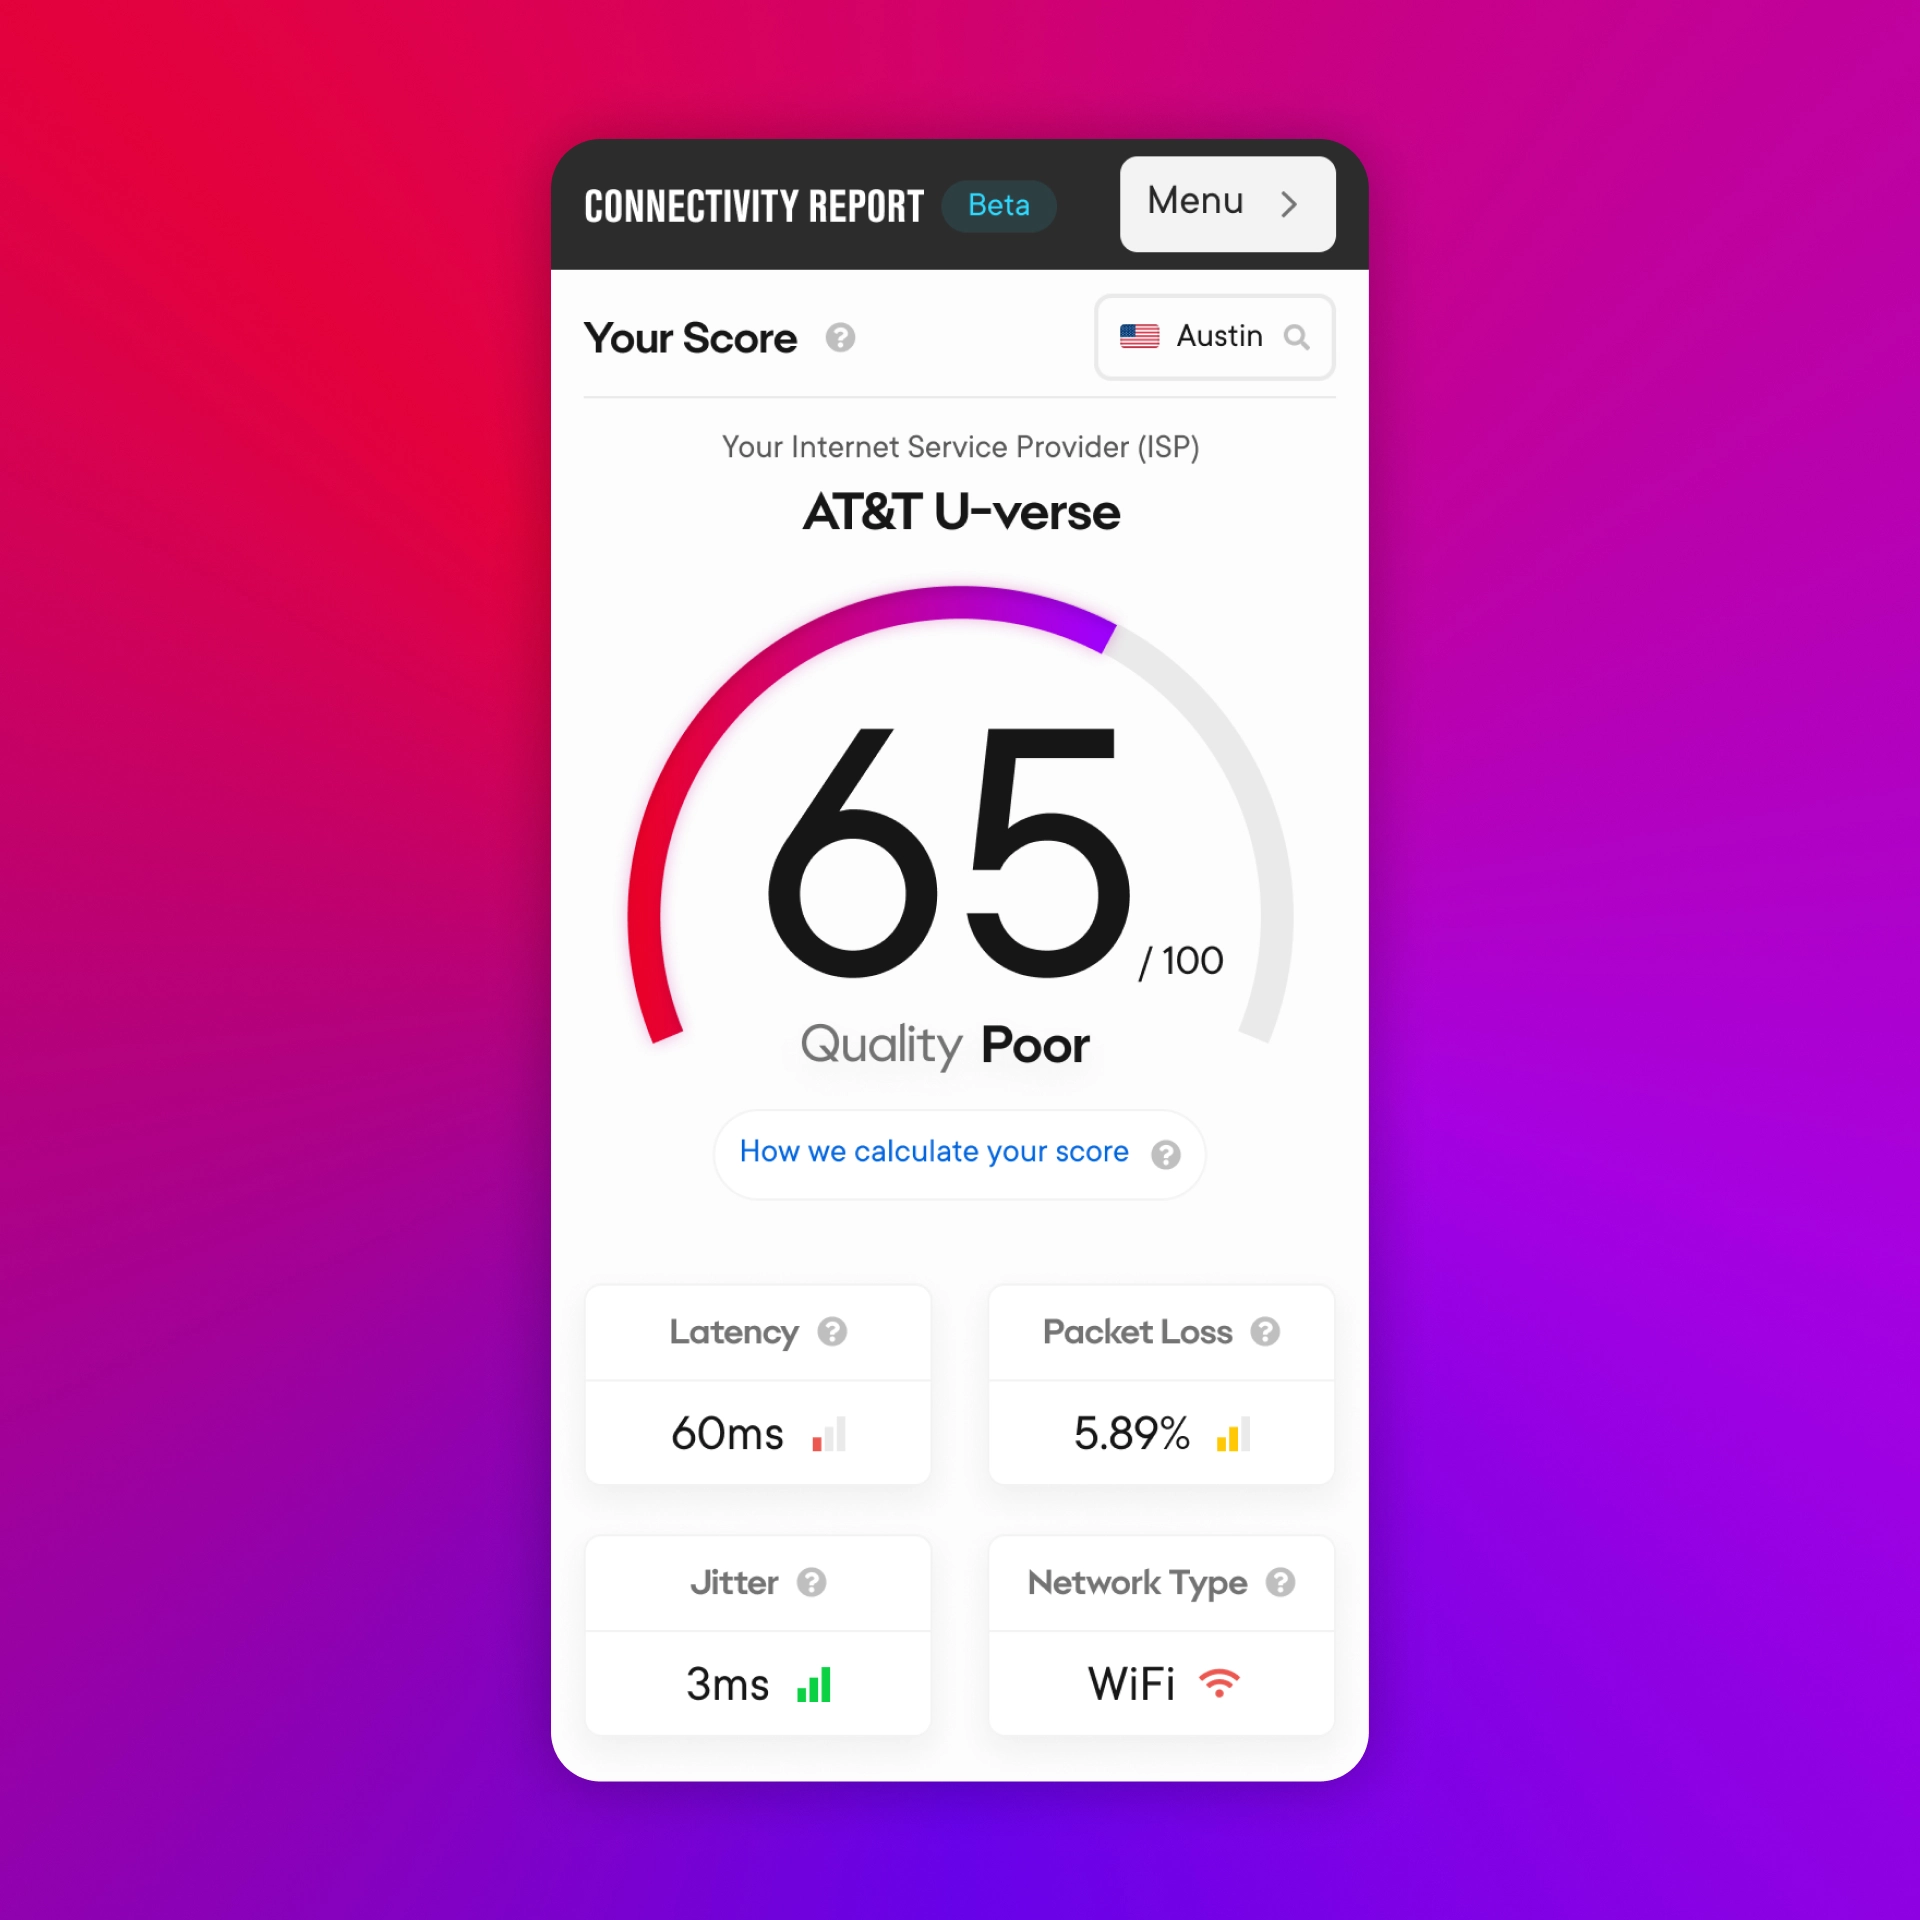 CONNECTIVITY REPORT Beta Menu
Your Score Austin
Your Internet Service Provider (ISP)
AT&T U-verse
65 / 100
Quality Poor
How we calculate your score ?
Latency ? Packet Loss ?
60ms 5.89%
Jitter ? Network Type ?
3ms WiFi